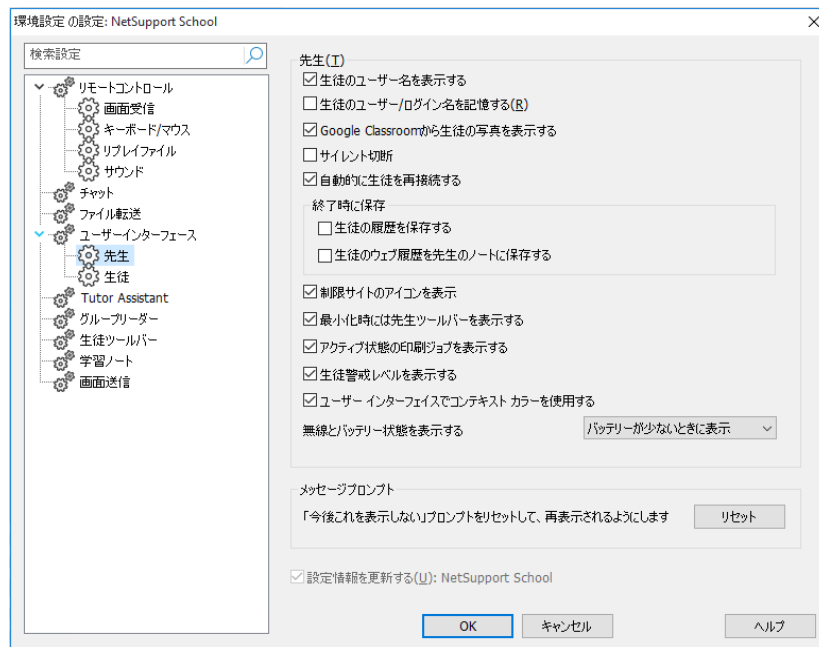 環境設定 の設定: NetSupport School
検索設定
リモートコントロール
画面受信
キーボード/マウス
リプレイファイル
サウンド
チャット
ファイル転送
ユーザーインターフェース
先生
生徒
Tutor Assistant
グループリーダー
生徒ツールバー
学習ノート
画面送信
先生(T)
生徒のユーザー名を表示する
生徒のユーザー/ログイン名を記憶する(R)
Google Classroomから生徒の写真を表示する
サイレント切断
自動的に生徒を再接続する
終了時に保存
生徒の履歴を保存する
生徒のウェブ履歴を先生のノートに保存する
制限サイトのアイコンを表示
最小化時には先生ツールバーを表示する
アクティブ状態の印刷ジョブを表示する
生徒警戒レベルを表示する
ユーザー インターフェイスでコンテキスト カラーを使用する
無線とバッテリー状態を表示する
バッテリーが少ないときに表示
メッセージプロンプト
「今後これを表示しない」プロンプトをリセットして、再表示されるようにします
リセット
設定情報を更新する(U): NetSupport School
OK
キャンセル
ヘルプ